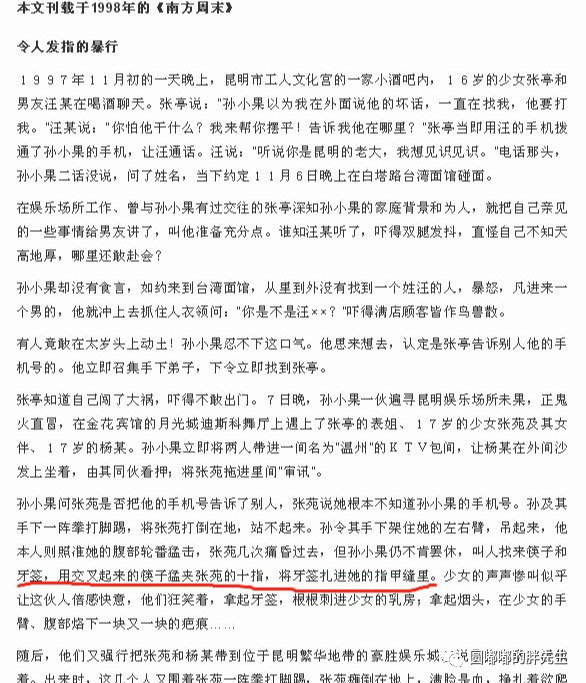 本文刊载于1998年的《南方周末》
令人发指的暴行
１９９７年１１月初的一天晚上，昆明市工人文化宫的一家小酒吧内，１６岁的少女张亭和
男友汪某在喝酒聊天。张亭说："孙小果以为我在外面说他的坏话，一直在找我，他要打
我。"汪某说："你怕他干什么？我来帮你摆平！告诉我他在哪里？"张亭当即用汪的手机拨
通了孙小果的手机，让汪通话。汪说："听说你是昆明的老大，我想见识见识。"电话那头，
孙小果二话没说，问了姓名，当下约定１１月６日晚上在白塔路台湾面馆碰面。
在娱乐场所工作、曾与孙小果有过交往的张亭深知孙小果的家庭背景和为人，就把自己亲见
的一些事情给男友讲了，叫他准备充分点。谁知汪某听了，吓得双腿发抖，直怪自己不知天
高地厚，哪里还敢赴会？
孙小果却没有食言，如约来到台湾面馆，从里到外没有找到一个姓汪的人，暴怒，凡进来一
个男的，他就冲上去抓住人衣领问："你是不是汪××？"吓得满店顾客皆作鸟兽散。
有人竟敢在太岁头上动土！孙小果忍不下这口气。他思来想去，认定是张亭告诉别人他的手
机号的。他立即召集手下弟子，下令立即找到张亭。
张亭知道自己闯了大祸，吓得不敢出门。７日晚，孙小果一伙遍寻昆明娱乐场所未果，正鬼
火直冒，在金花宾馆的月光城迪斯科舞厅上遇上了张亭的表姐、１７岁的少女张苑及其女
伴、１７岁的杨某。孙小果立即将两人带进一间名为"温州"的ＫＴＶ包间，让杨某在外间沙
发上坐着，由其同伙看押；将张苑拖进里间"审讯"。
孙小果问张苑是否把他的手机号告诉了别人，张苑说她根本不知道孙小果的手机号。孙及其
手下一阵拳打脚踢，将张苑打倒在地，站不起来。孙令其手下架住她的左右臂，吊起来，他
本人则照准她的腹部轮番猛击，张苑几次痛昏过去，但孙小果仍不肯罢休，叫人找来筷子和
牙签，用交叉起来的筷子猛夹张苑的十指，将牙签扎进她的指甲缝里。少女的声声惨叫似乎
让这伙人倍感快意，他们狂笑着，拿起牙签，根根刺进少女的乳房；拿起烟头，在少女的手
臂、腹部烙下一块又一块的疤痕……
随后，他们又强行把张苑和杨某带到位于昆明繁华地带的豪胜娱乐城
说
圆嘟嘟的胖先生
着。出来时，这几个人又围着张苑一阵拳打脚踢，张苑瘫倒在地上，满脸是血，挣扎着欲爬